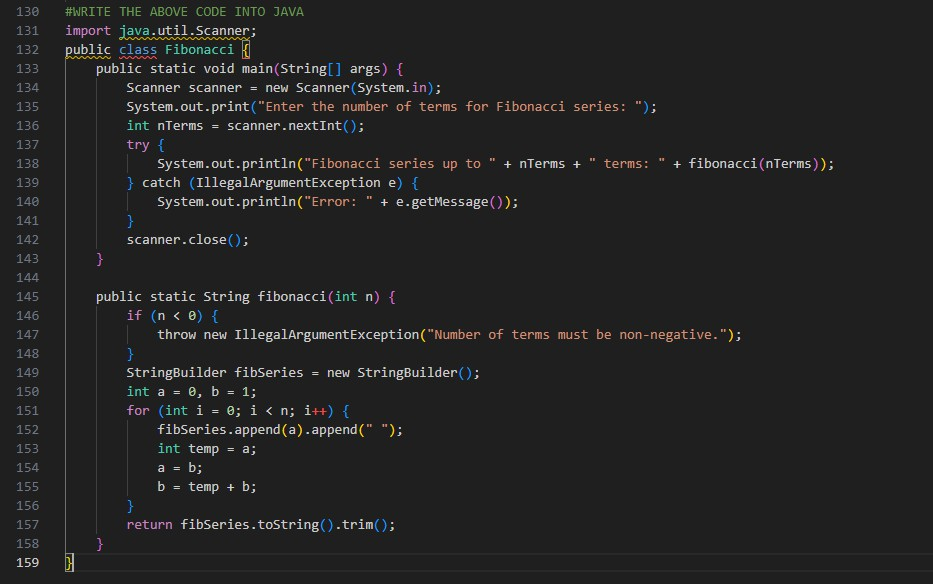 130 #WRITE THE ABOVE CODE INTO JAVA
131 import java.util.Scanner;
132 public class Fibonacci {
133     public static void main(String[] args) {
134         Scanner scanner = new Scanner(System.in);
135         System.out.print("Enter the number of terms for Fibonacci series: ");
136         int nTerms = scanner.nextInt();
137         try {
138             System.out.println("Fibonacci series up to " + nTerms + " terms: " + fibonacci(nTerms));
139         } catch (IllegalArgumentException e) {
140             System.out.println("Error: " + e.getMessage());
141         }
142         scanner.close();
143     }
144
145     public static String fibonacci(int n) {
146         if (n < 0) {
147             throw new IllegalArgumentException("Number of terms must be non-negative.");
148         }
149         StringBuilder fibSeries = new StringBuilder();
150         int a = 0, b = 1;
151         for (int i = 0; i < n; i++) {
152             fibSeries.append(a).append(" ");
153             int temp = a;
154             a = b;
155             b = temp + b;
156         }
157         return fibSeries.toString().trim();
158     }
159 }